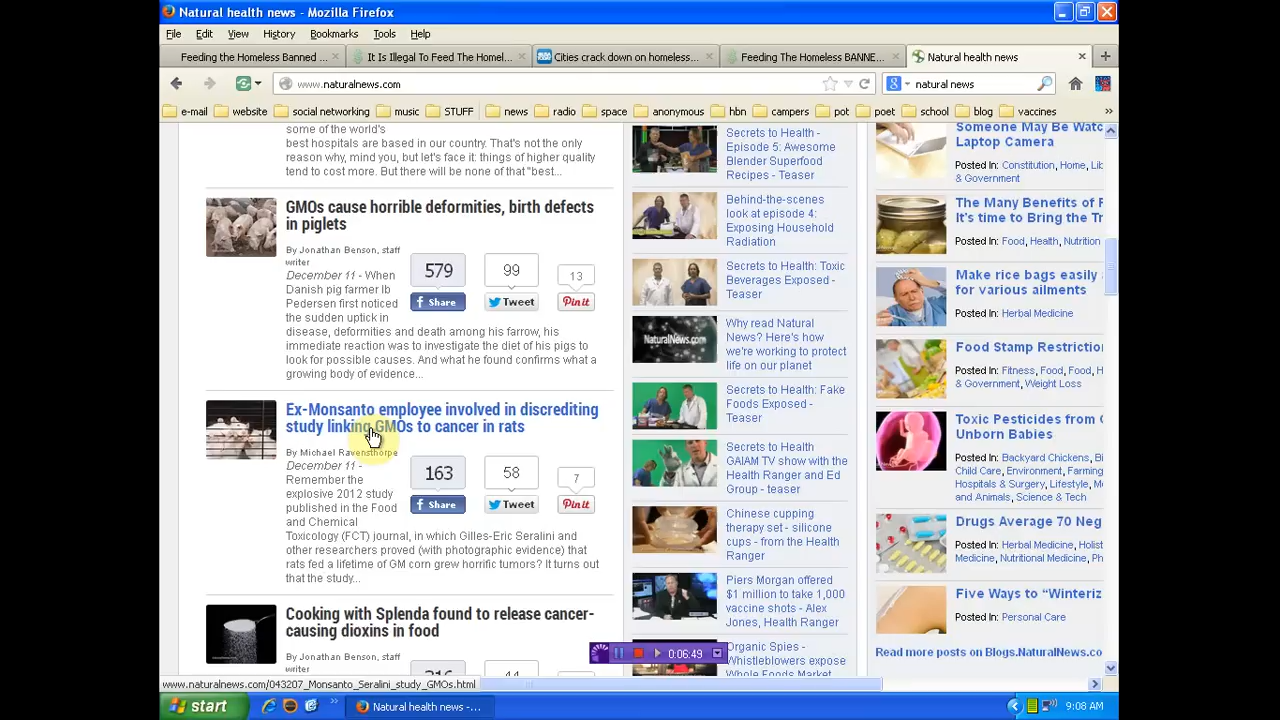 Natural health news - Mozilla Firefox
File Edit View History Bookmarks Tools Help
Feeding the Homeless Banned ...
It Is Illegal To Feed The Homel...
Cities crack down on homeless...
Feeding The Homeless BANNE...
Natural health news
www.naturalnews.com
natural news
e-mail website social networking music STUFF news radio space anonymous hbn campers pot poet school blog vaccines »
some of the world's
best hospitals are based in our country. That's not the only
reason why, mind you, but let's face it: things of higher quality
tend to cost more. But there will be none of that "best...
GMOs cause horrible deformities, birth defects
in piglets
By Jonathan Benson, staff
writer
December 11 - When
Danish pig farmer Ib
Pedersen first noticed
the sudden uptick in
disease, deformities and death among his farrow, his
immediate reaction was to investigate the diet of his pigs to
look for possible causes. And what he found confirms what a
growing body of evidence...
579 99 13
Share Tweet Pinit
Ex-Monsanto employee involved in discrediting
study linking GMOs to cancer in rats
By Michael Ravensthorpe
December 11 -
Remember the
explosive 2012 study
published in the Food
and Chemical
Toxicology (FCT) journal, in which Gilles-Eric Seralini and
other researchers proved (with photographic evidence) that
rats fed a lifetime of GM corn grew horrific tumors? It turns
out that the study...
163 58 7
Share Tweet Pinit
Cooking with Splenda found to release cancer-
causing dioxins in food
By Jonathan Benson, staff
writer
Secrets to Health -
Episode 5: Awesome
Blender Superfood
Recipes - Teaser
Behind-the-scenes
look at episode 4:
Exposing Household
Radiation
Secrets to Health: Toxic
Beverages Exposed -
Teaser
NaturalNews.com
Why read Natural
News? Here's how
we're working to protect
life on our planet
Secrets to Health: Fake
Foods Exposed -
Teaser
Secrets to Health
GAIAM TV show with the
Health Ranger and Ed
Group - teaser
Chinese cupping
therapy set - silicone
cups - from the Health
Ranger
Piers Morgan offered
$1 million to take 1,000
vaccine shots - Alex
Jones, Health Ranger
Organic Spies -
Whistleblowers expose
Whole Foods Market
Someone May Be Watc
Laptop Camera
Posted In: Constitution, Home, Lib
& Government
The Many Benefits of F
It's time to Bring the Tr
Posted In: Food, Health, Nutrition
Make rice bags easily
for various ailments
Posted In: Herbal Medicine
Food Stamp Restriction
Posted In: Fitness, Food, Food, H
& Government, Weight Loss
Toxic Pesticides from G
Unborn Babies
Posted In: Backyard Chickens, B
Child Care, Environment, Farming
Hospitals & Surgery, Lifestyle, M
and Animals, Science & Tech
Drugs Average 70 Neg
Posted In: Herbal Medicine, Holist
Medicine, Nutritional Medicine, Ph
Five Ways to “Winteriz
Posted In: Personal Care
Read more posts on Blogs.NaturalNews.co
0:06:49
www.naturalnews.com/043207_Monsanto_Seralini_study_GMOs.html
start » Natural health news -... 9:08 AM